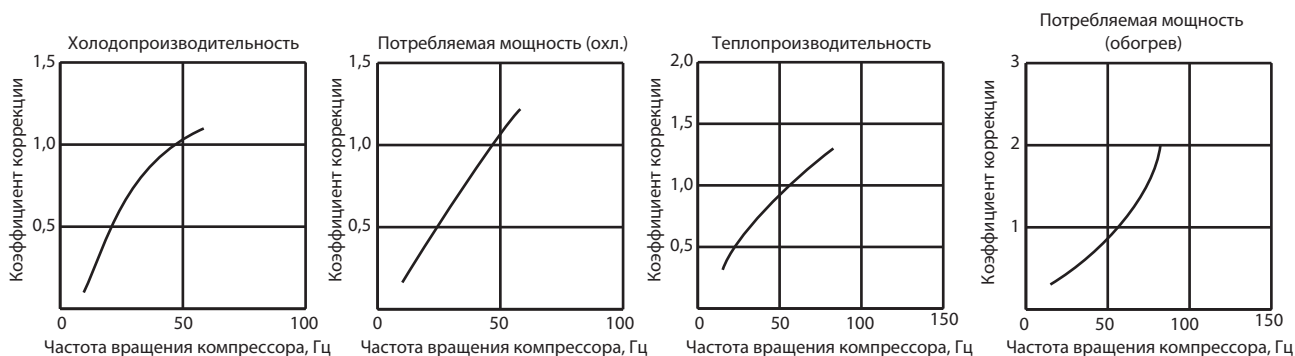 Холодопроизводительность
Коэффициент коррекции
1,5
1,0
0,5
0
50
100
Частота вращения компрессора, Гц
Потребляемая мощность (охл.)
Коэффициент коррекции
1,5
1,0
0,5
0
50
100
Частота вращения компрессора, Гц
Теплопроизводительность
Коэффициент коррекции
2,0
1,5
1,0
0,5
0
50
100
150
Частота вращения компрессора, Гц
Потребляемая мощность
(обогрев)
Коэффициент коррекции
3
2
1
0
50
100
150
Частота вращения компрессора, Гц